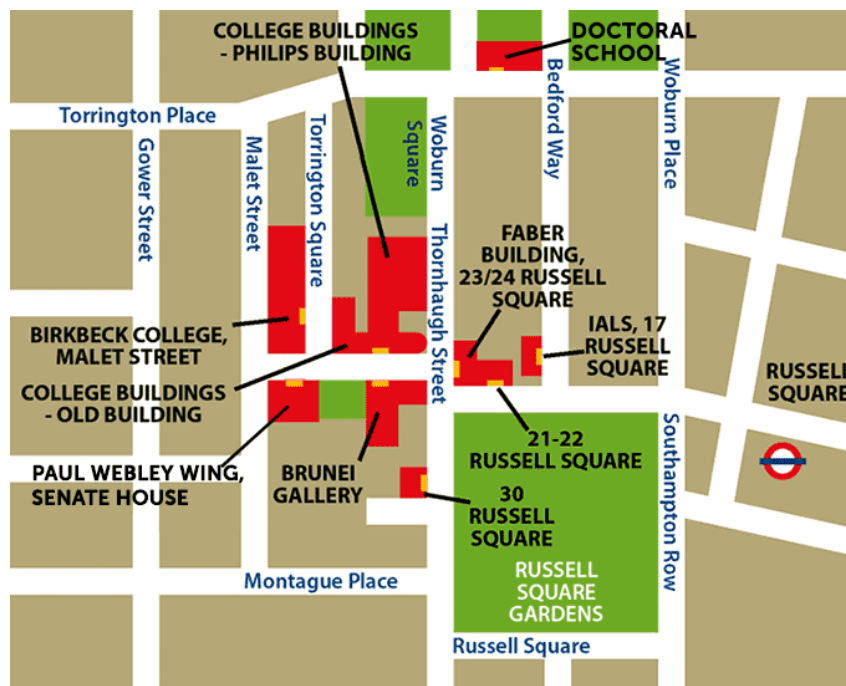 COLLEGE BUILDINGS
- PHILIPS BUILDING
DOCTORAL
SCHOOL
Torrington Place
Gower Street
Malet Street
Torrington Square
Woburn
Square
Bedford Way
Woburn Place
Thornhaugh Street
FABER
BUILDING,
23/24 RUSSELL
SQUARE
BIRKBECK COLLEGE,
MALET STREET
IALS, 17
RUSSELL
SQUARE
RUSSELL
SQUARE
COLLEGE BUILDINGS
- OLD BUILDING
21-22
RUSSELL SQUARE
PAUL WEBLEY WING,
SENATE HOUSE
BRUNEI
GALLERY
30
RUSSELL
SQUARE
Southampton Row
Montague Place
RUSSELL
SQUARE
GARDENS
Russell Square